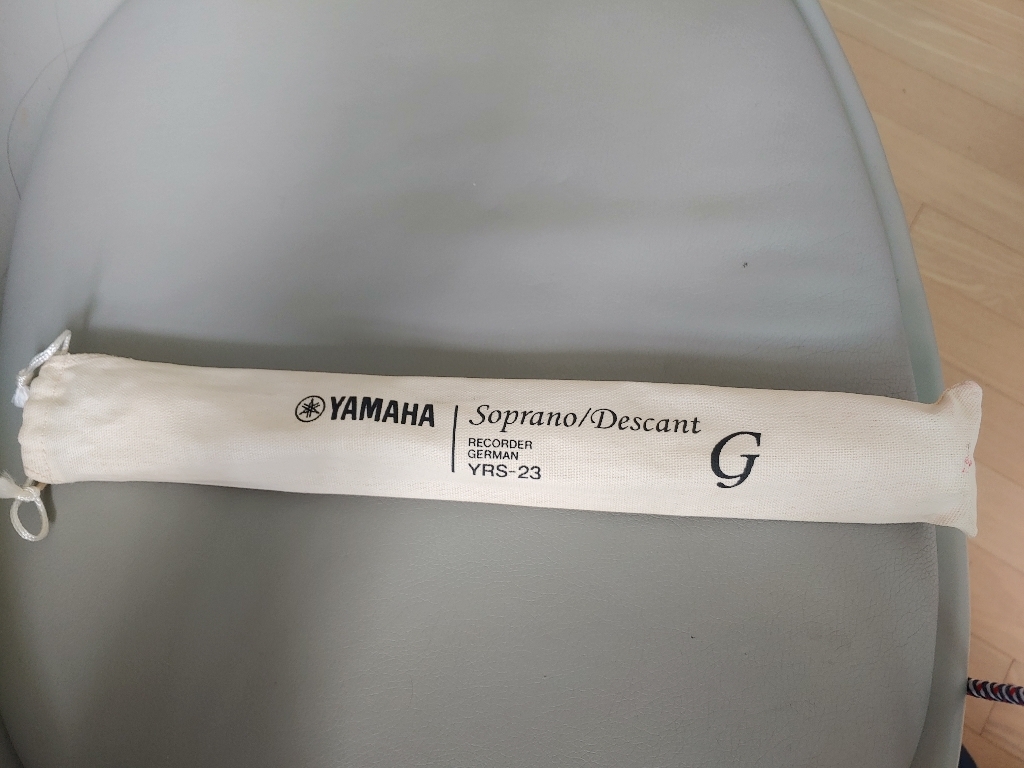 YAMAHA
Soprano/Descant
RECORDER
GERMAN
YRS-23
G